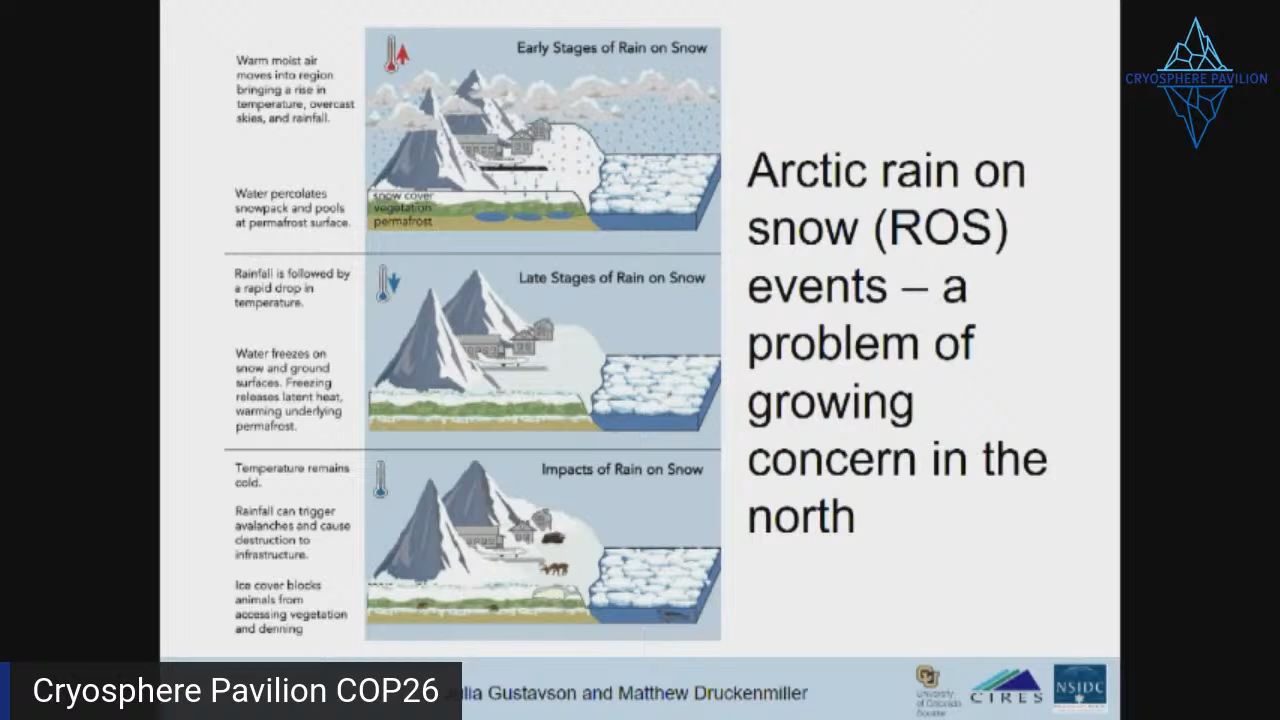 Early Stages of Rain on Snow
Warm moist air
moves into region
bringing a rise in
temperature, overcast
skies, and rainfall.
Water percolates
snowpack and pools
at permafrost surface.
snow cover
vegetation
permafrost
Late Stages of Rain on Snow
Rainfall is followed by
a rapid drop in
temperature.
Water freezes on
snow and ground
surfaces. Freezing
releases latent heat,
warming underlying
permafrost.
Impacts of Rain on Snow
Temperature remains
cold.
Rainfall can trigger
avalanches and cause
destruction to
infrastructure.
Ice cover blocks
animals from
accessing vegetation
and denning
Arctic rain on
snow (ROS)
events – a
problem of
growing
concern in the
north
CRYOSPHERE PAVILION
Cryosphere Pavilion COP26
Gustavson and Matthew Druckenmiller
University
of Colorado
Boulder
CIRES
NSIDC